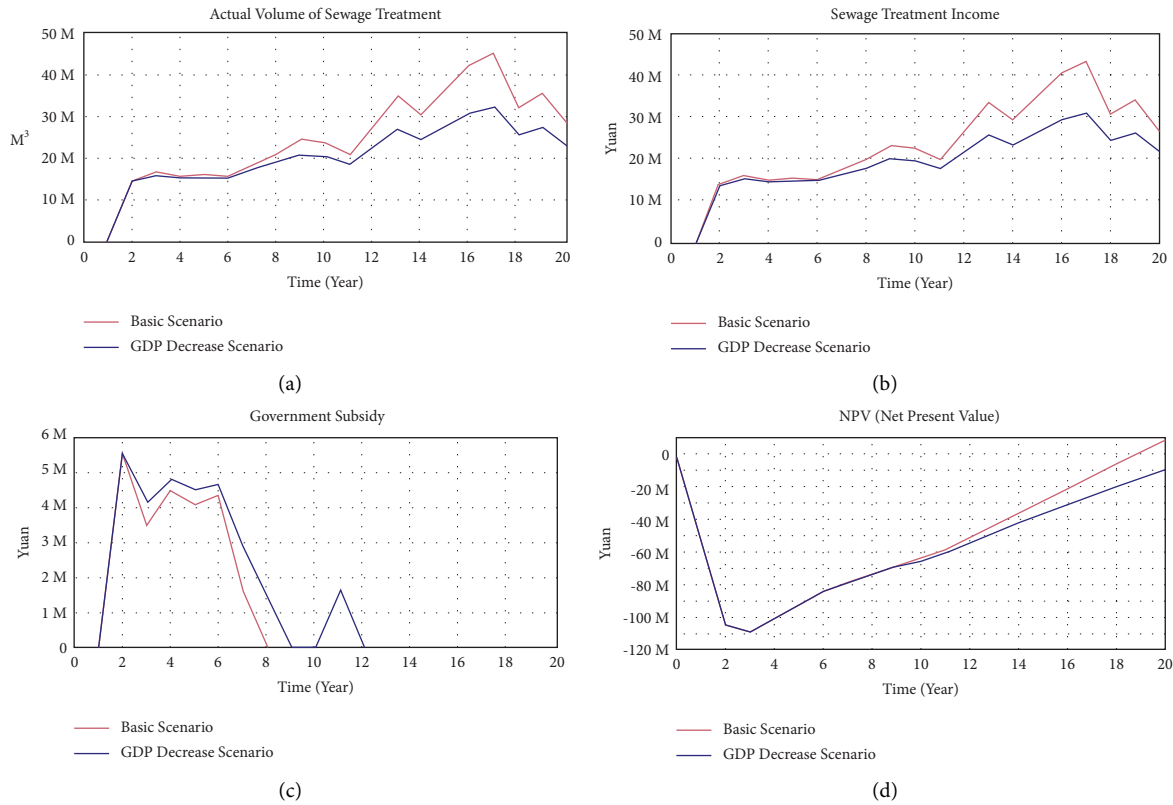 Actual Volume of Sewage Treatment
50 M
40 M
30 M
M³
20 M
10 M
0
0 2 4 6 8 10 12 14 16 18 20
Time (Year)
Basic Scenario
GDP Decrease Scenario
(a)
Sewage Treatment Income
50 M
40 M
30 M
Yuan
20 M
10 M
0
0 2 4 6 8 10 12 14 16 18 20
Time (Year)
Basic Scenario
GDP Decrease Scenario
(b)
Government Subsidy
6 M
5 M
4 M
Yuan
3 M
2 M
1 M
0
0 2 4 6 8 10 12 14 16 18 20
Time (Year)
Basic Scenario
GDP Decrease Scenario
(c)
NPV (Net Present Value)
0
-20 M
-40 M
Yuan
-60 M
-80 M
-100 M
-120 M
0 2 4 6 8 10 12 14 16 18 20
Time (Year)
Basic Scenario
GDP Decrease Scenario
(d)